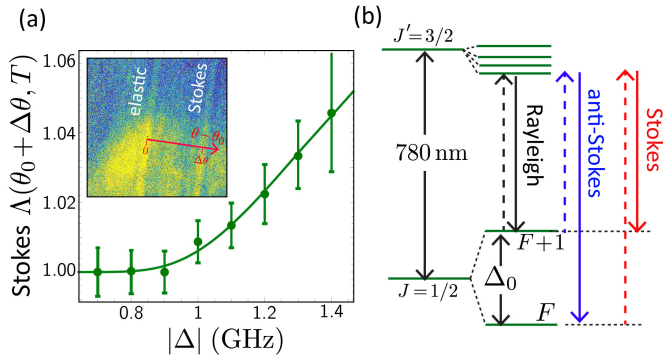 (a)
Stokes Λ(θ₀ + Δθ, T)
1.06
1.04
1.02
1.00
0.8
1.0
1.2
1.4
|Δ| (GHz)
elastic
Stokes
0
θ−θ₀
Δθ
(b)
J′=3/2
780 nm
J=1/2
Rayleigh
anti-Stokes
Stokes
F+1
Δ₀
F